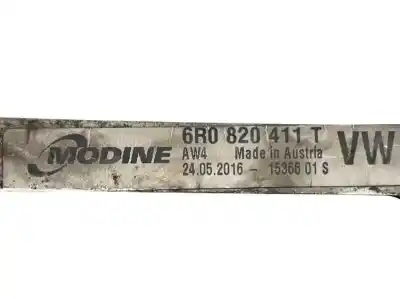 MODINE
6R0 820 411 T
AW4 Made in Austria
24.05.2016 - 15366 01 S
VW